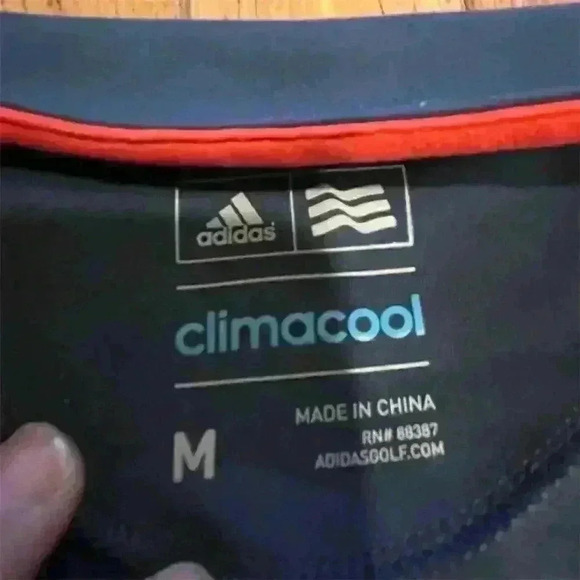 adidas
climacool
M
MADE IN CHINA
RN# 88387
ADIDASGOLF.COM